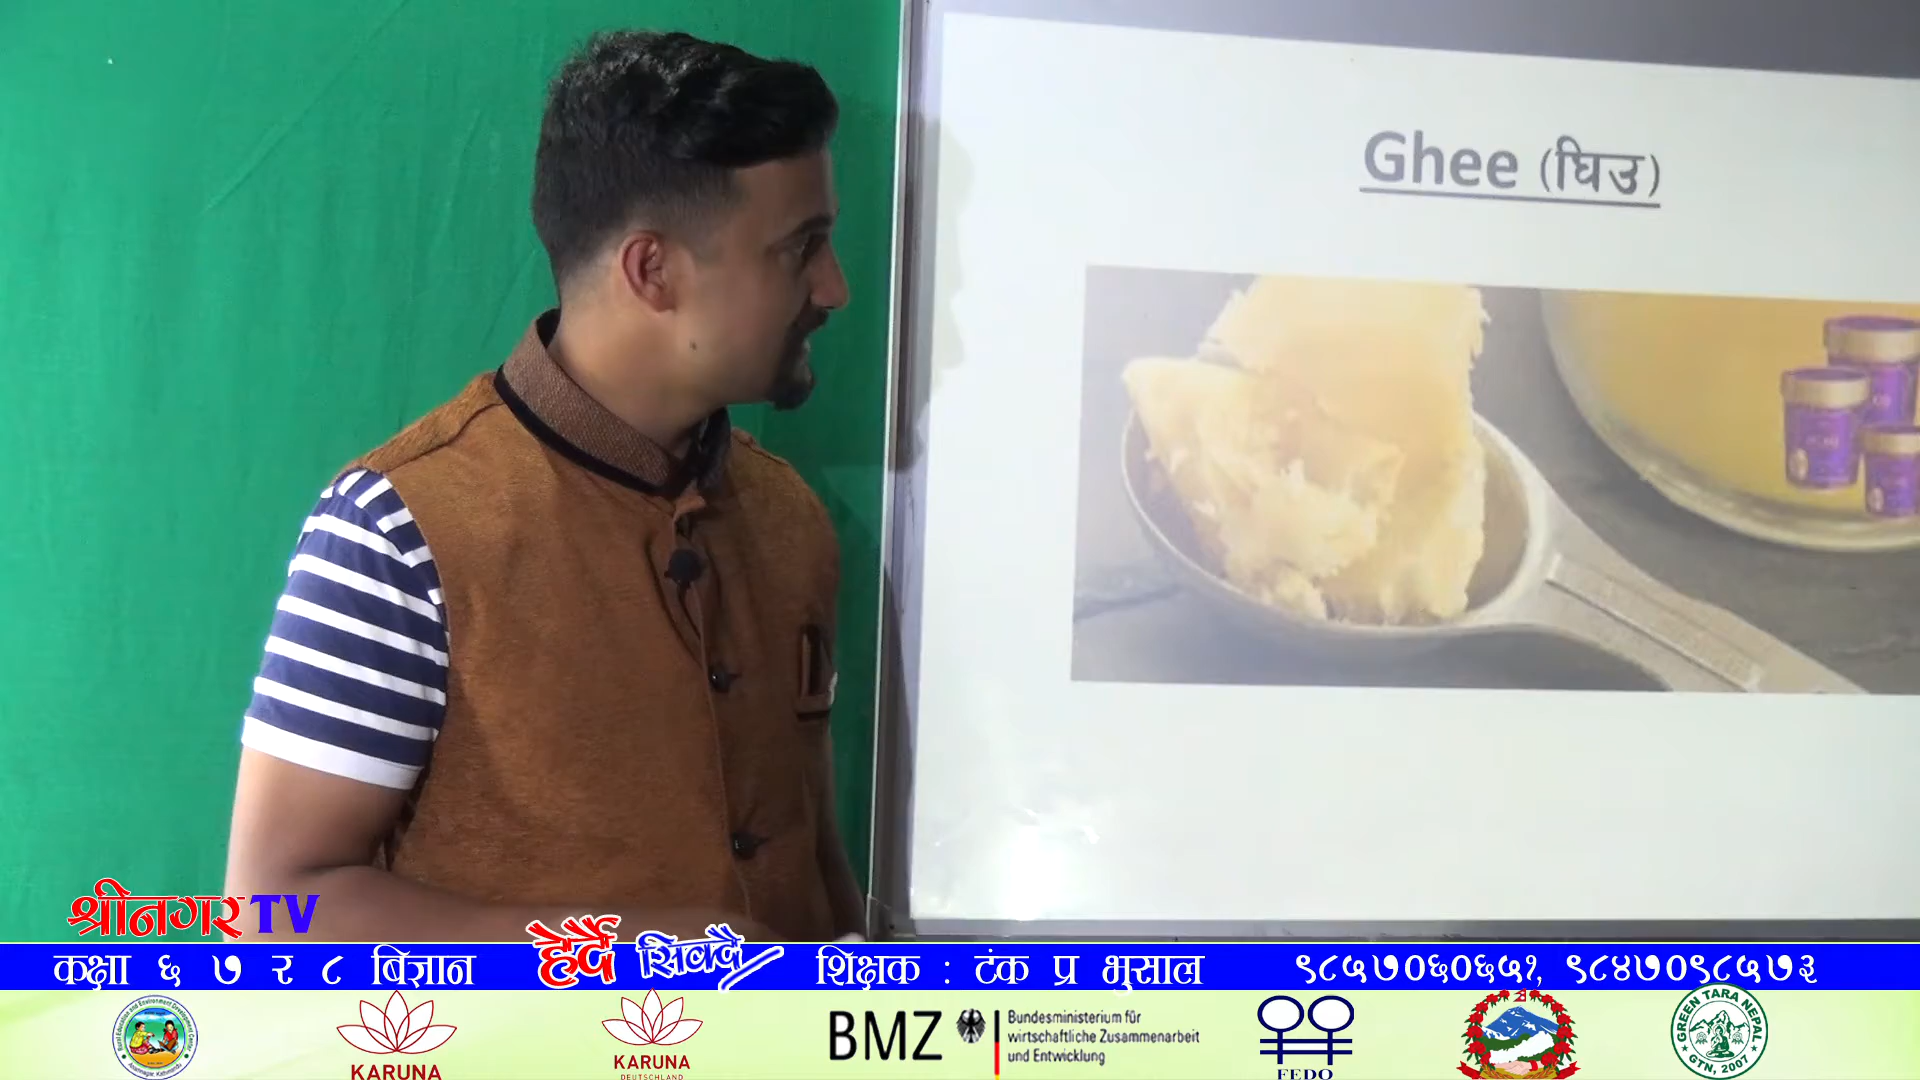 Ghee (घिउ)
श्रीनगर TV
कक्षा ६ ७ र ८ बिज्ञान
हेर्दै सिक्दै
शिक्षक : टंक प्र भुसाल
९८५७०६०६५१, ९८४७०९८५७३
KARUNA
KARUNA
DEUTSCHLAND
BMZ
Bundesministerium für
wirtschaftliche Zusammenarbeit
und Entwicklung
FEDO
GREEN TARA NEPAL
GTN, 2007